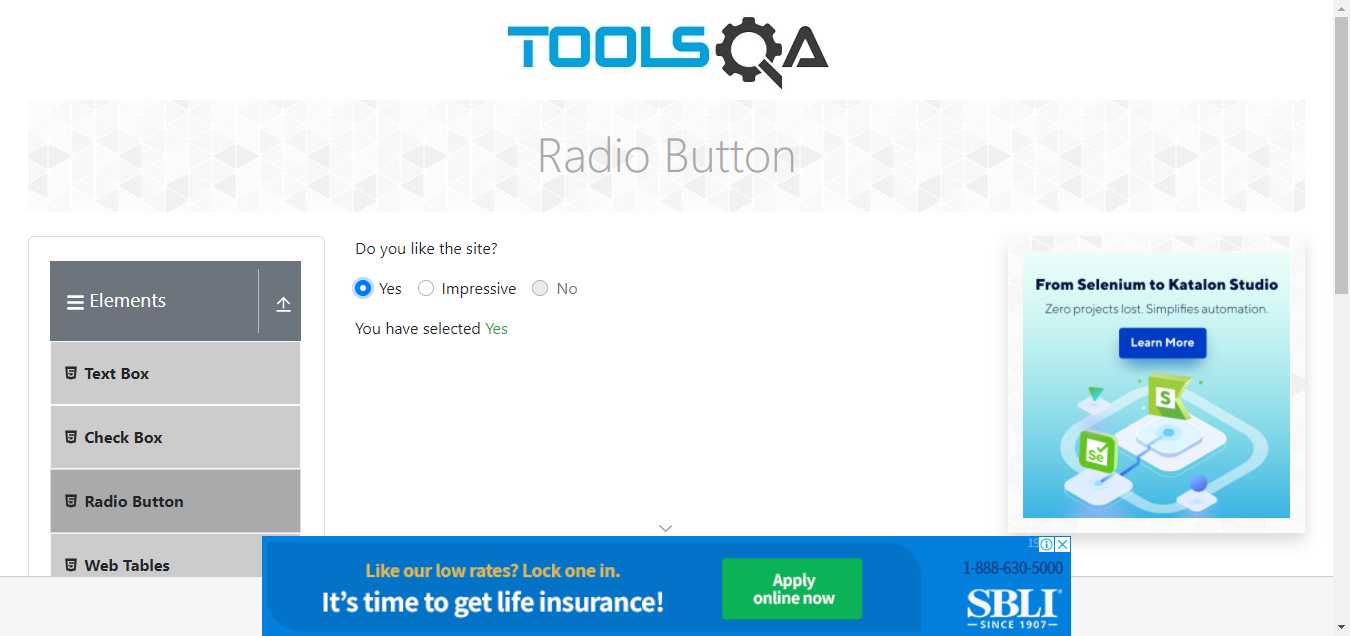 TOOLSQA
Radio Button
Elements
Text Box
Check Box
Radio Button
Web Tables
Do you like the site?
Yes Impressive No
You have selected Yes
From Selenium to Katalon Studio
Zero projects lost. Simplifies automation.
Learn More
S
Se
Like our low rates? Lock one in.
It's time to get life insurance!
Apply
online now
1-888-630-5000
SBLI
SINCE 1907